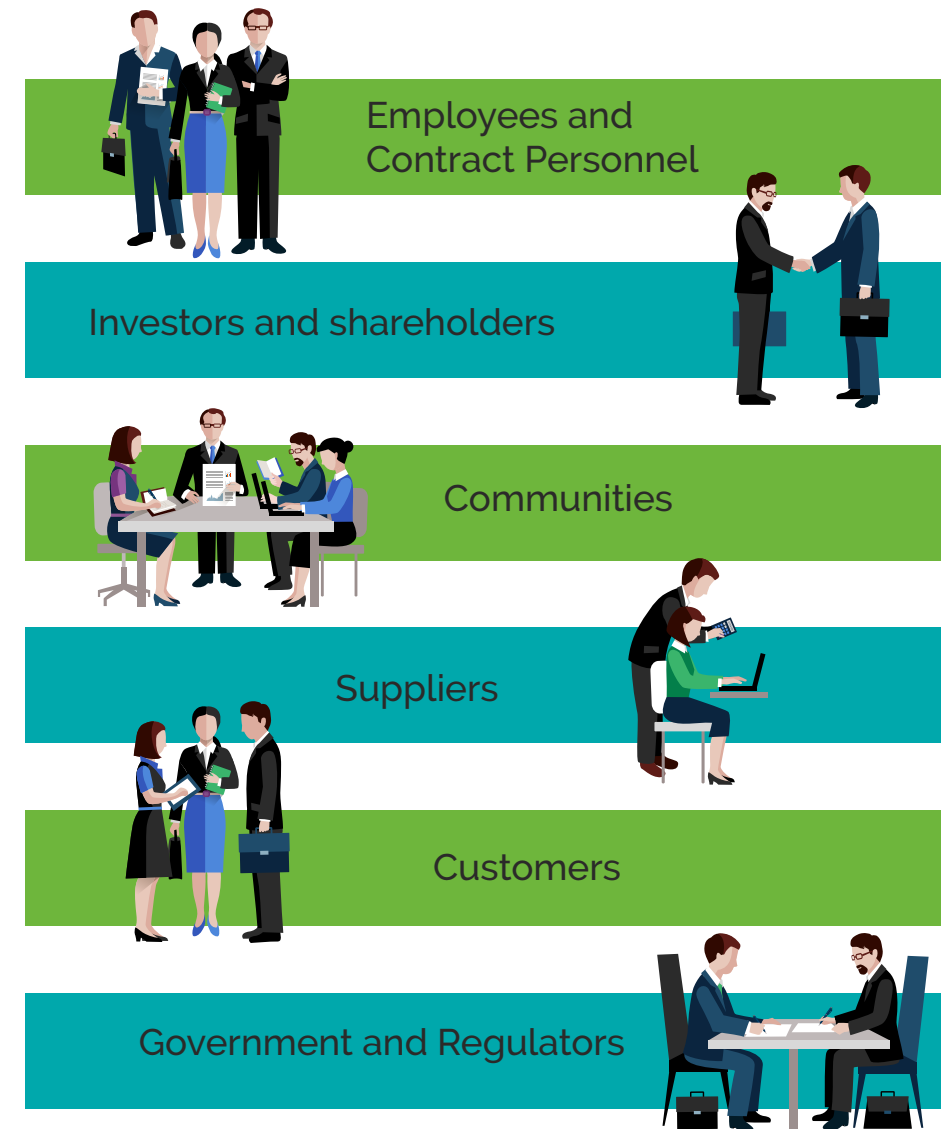 Employees and
Contract Personnel
Investors and shareholders
Communities
Suppliers
Customers
Government and Regulators